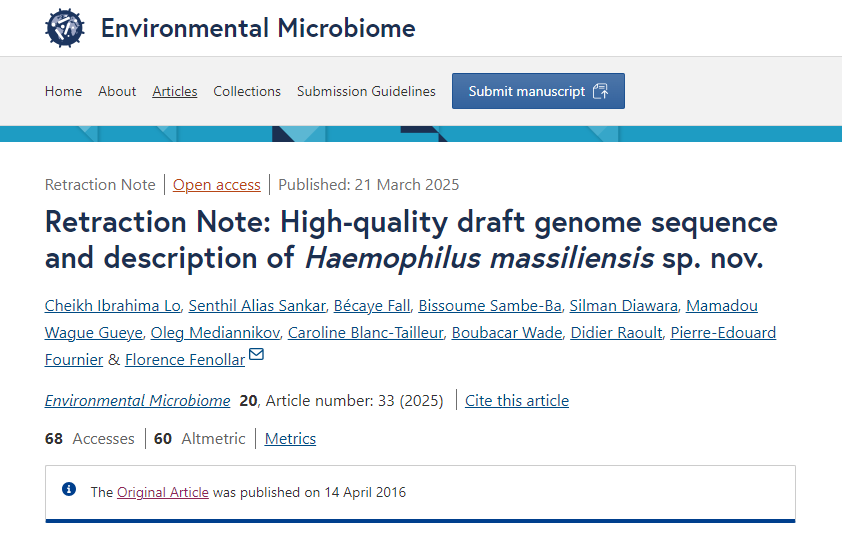 Environmental Microbiome
Home About Articles Collections Submission Guidelines Submit manuscript
Retraction Note Open access Published: 21 March 2025
Retraction Note: High-quality draft genome sequence
and description of Haemophilus massiliensis sp. nov.
Cheikh Ibrahima Lo, Senthil Alias Sankar, Bécaye Fall, Bissoume Sambe-Ba, Silman Diawara, Mamadou
Wague Gueye, Oleg Mediannikov, Caroline Blanc-Tailleur, Boubacar Wade, Didier Raoult, Pierre-Edouard
Fournier & Florence Fenollar
Environmental Microbiome 20, Article number: 33 (2025) Cite this article
68 Accesses 60 Altmetric Metrics
The Original Article was published on 14 April 2016